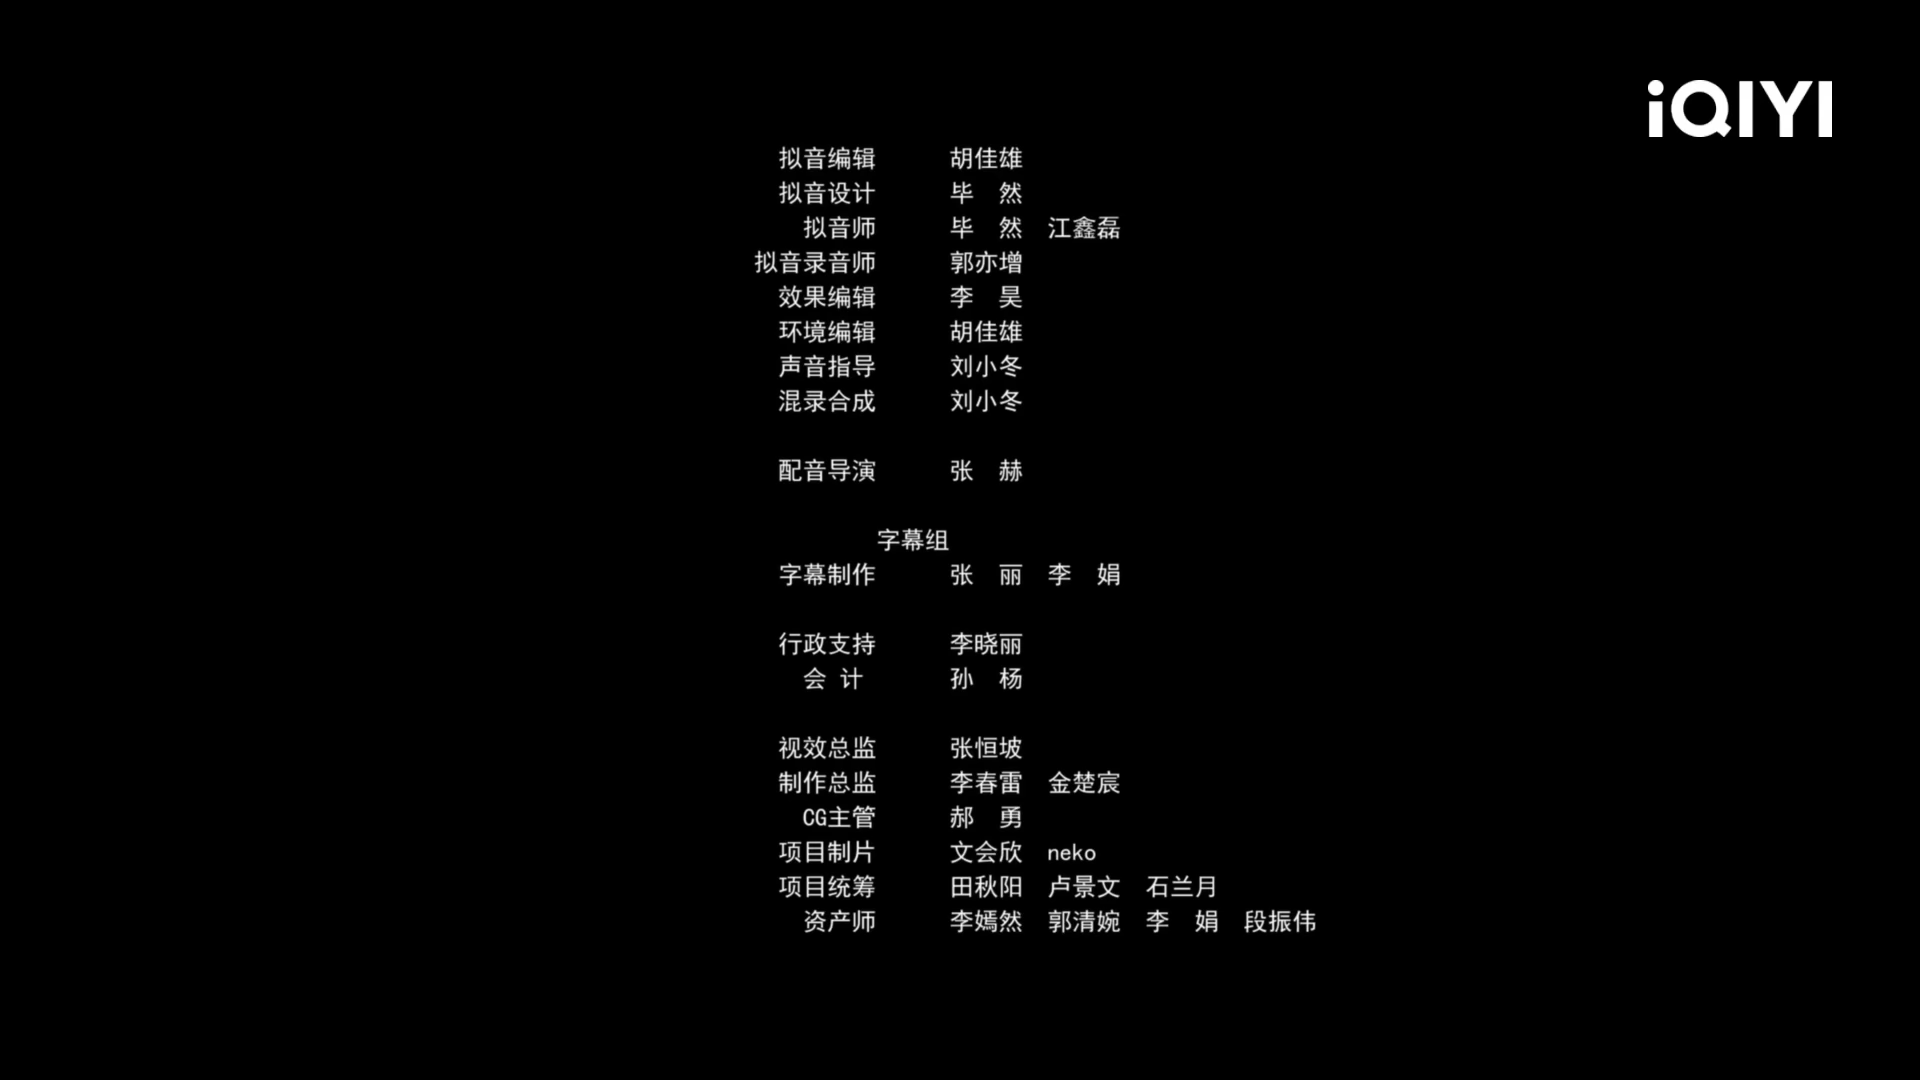 iQIYI
拟音编辑 胡佳雄
拟音设计 毕 然
拟音师 毕 然 江鑫磊
拟音录音师 郭亦增
效果编辑 李 昊
环境编辑 胡佳雄
声音指导 刘小冬
混录合成 刘小冬
配音导演 张 赫
字幕组
字幕制作 张 丽 李 娟
行政支持 李晓丽
会 计 孙 杨
视效总监 张恒坡
制作总监 李春雷 金楚宸
CG主管 郝 勇
项目制片 文会欣 neko
项目统筹 田秋阳 卢景文 石兰月
资产师 李嫣然 郭清婉 李 娟 段振伟